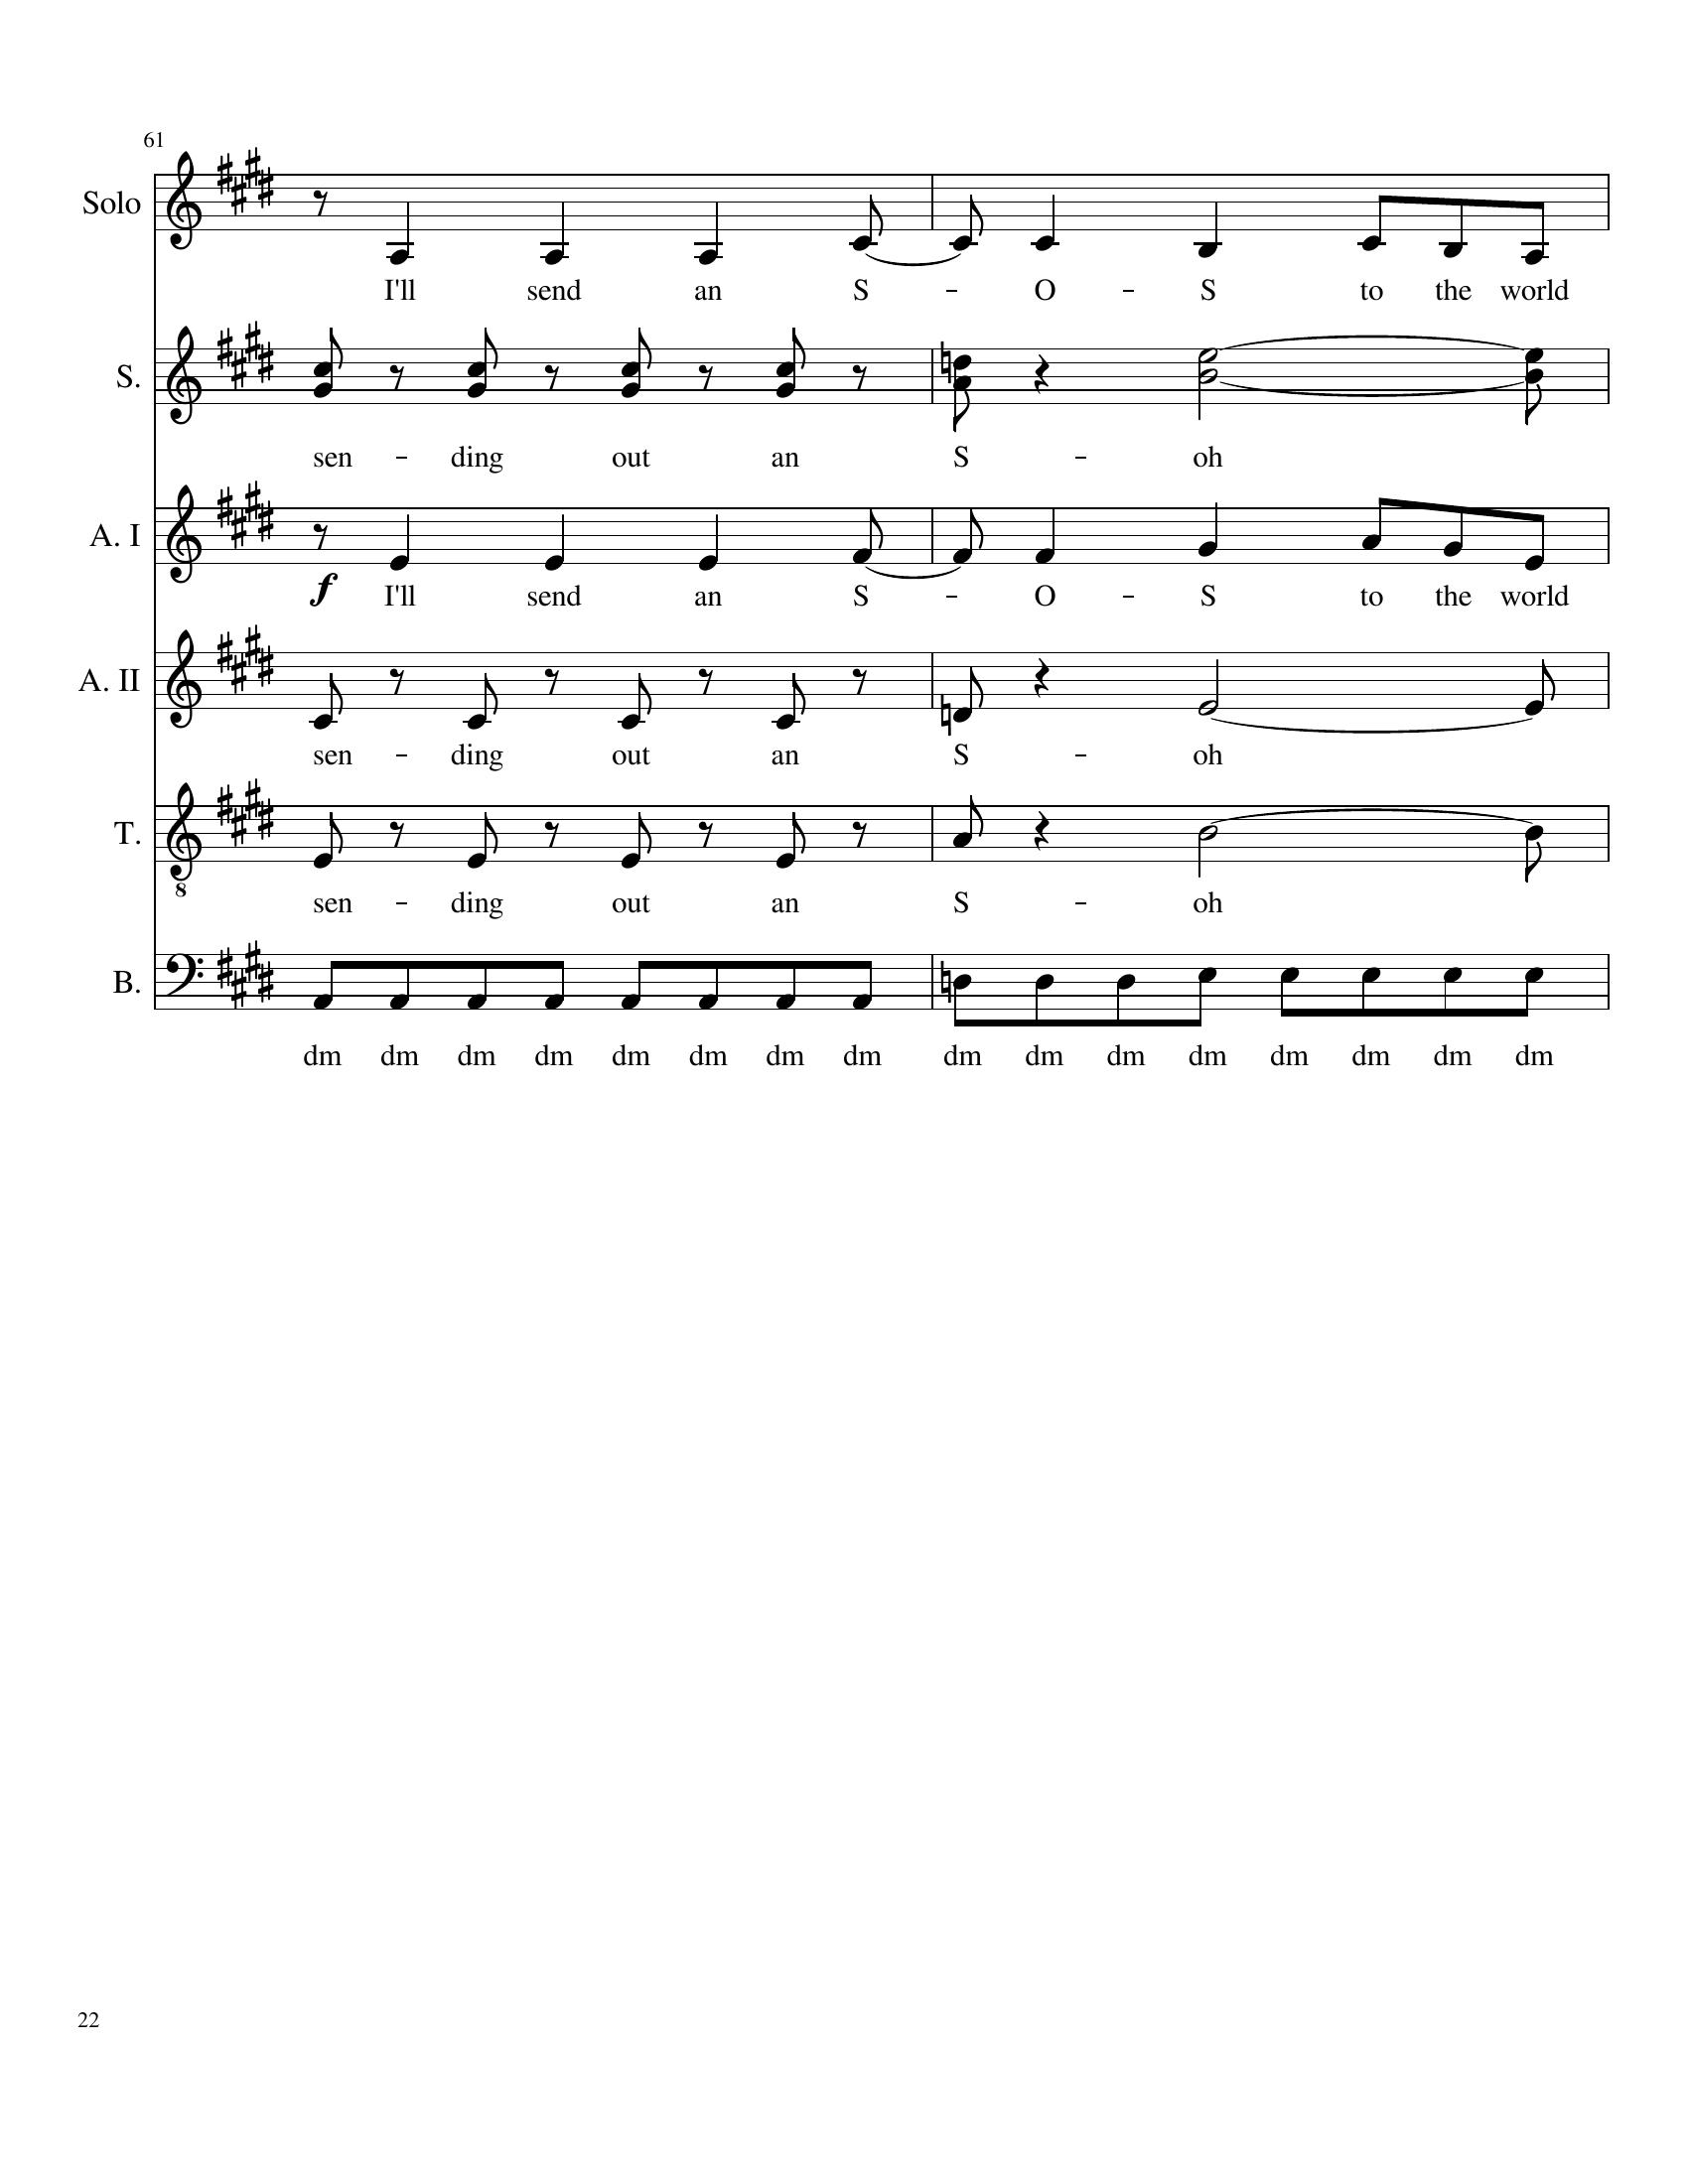 61
Solo
I'll send an S - O - S to the world
S.
sen - ding out an S - oh
A. I
f I'll send an S - O - S to the world
A. II
sen - ding out an S - oh
T.
8
sen - ding out an S - oh
B.
dm dm dm dm dm dm dm dm dm dm dm dm dm dm dm dm
22